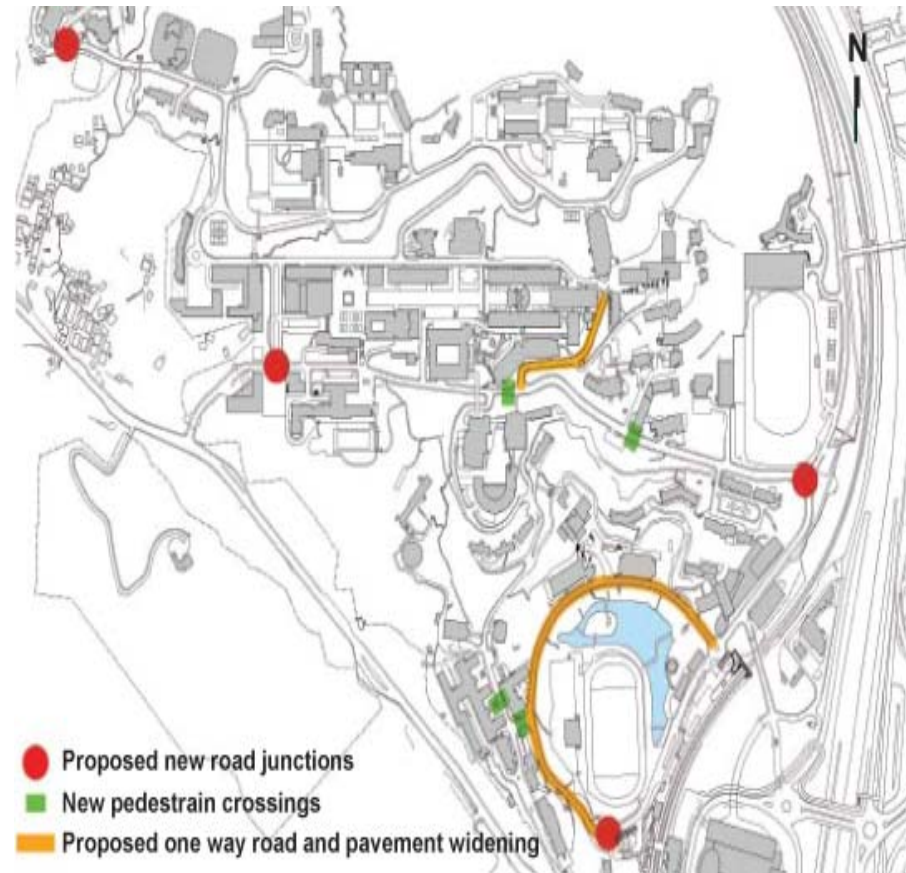 N
Proposed new road junctions
New pedestrain crossings
Proposed one way road and pavement widening